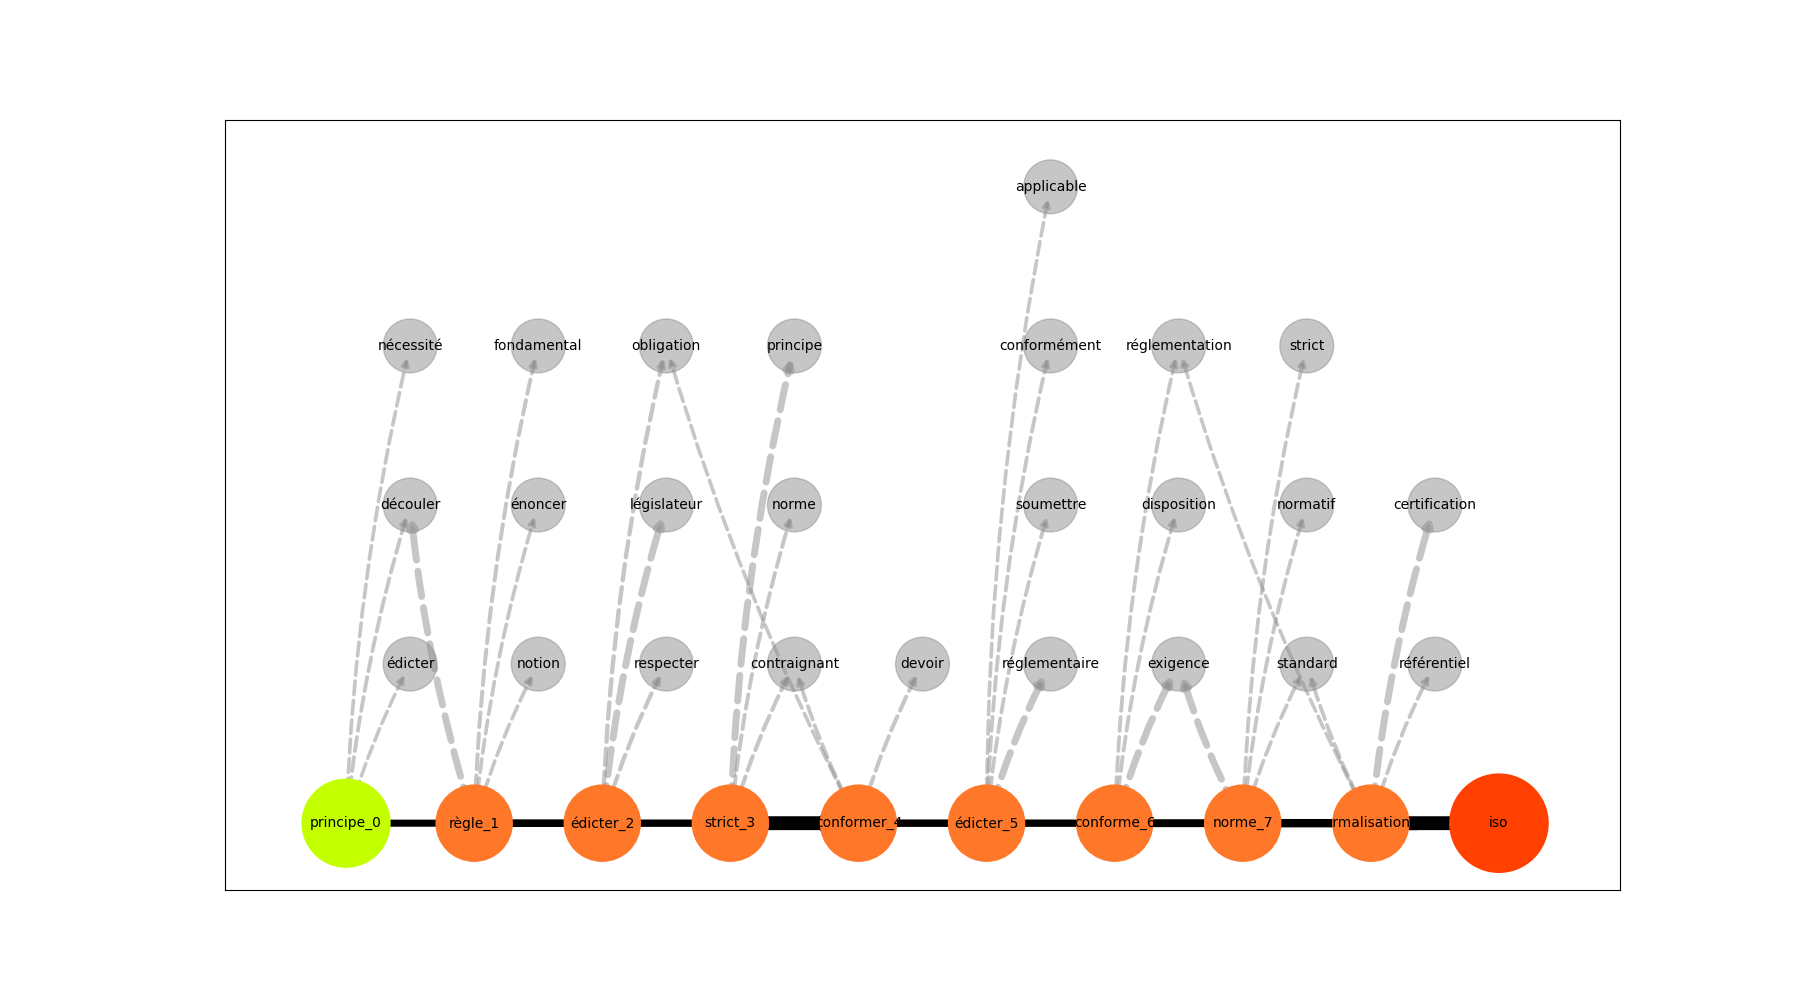 applicable
nécessité
fondamental
obligation
principe
conformément
réglementation
strict
découler
énoncer
législateur
norme
soumettre
disposition
normatif
certification
édicter
notion
respecter
contraignant
devoir
réglementaire
exigence
standard
référentiel
principe_0
règle_1
édicter_2
strict_3
conformer_4
édicter_5
conforme_6
norme_7
rmalisation
iso